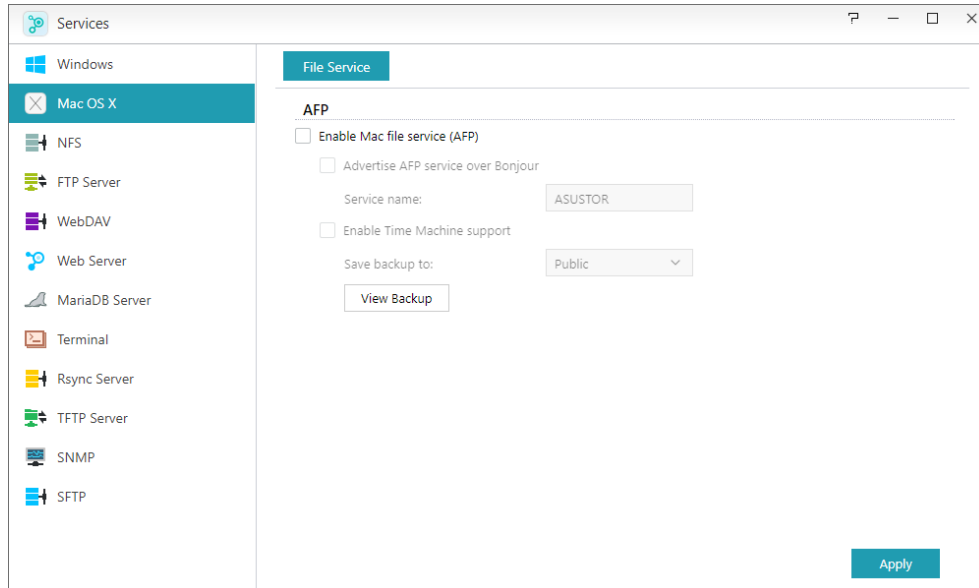 Services
Windows
Mac OS X
NFS
FTP Server
WebDAV
Web Server
MariaDB Server
Terminal
Rsync Server
TFTP Server
SNMP
SFTP
File Service
AFP
Enable Mac file service (AFP)
Advertise AFP service over Bonjour
Service name: ASUSTOR
Enable Time Machine support
Save backup to: Public
View Backup
Apply